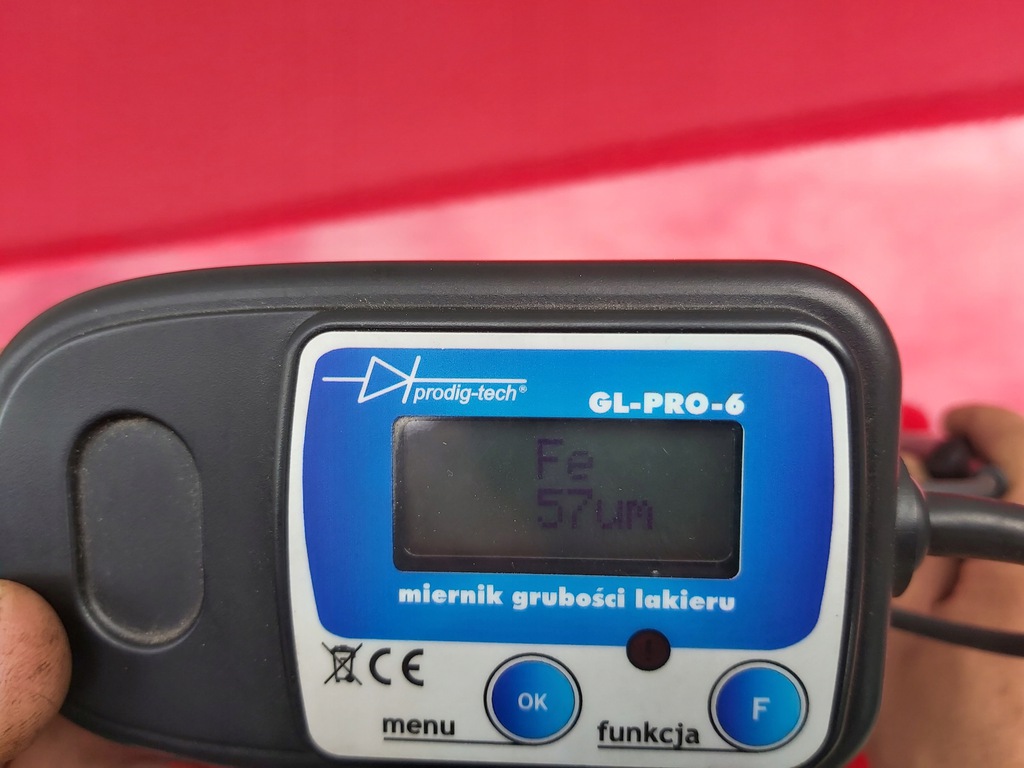 prodig-tech®
GL-PRO-6
Fe
57um
miernik grubości lakieru
CE
OK
F
menu
funkcja